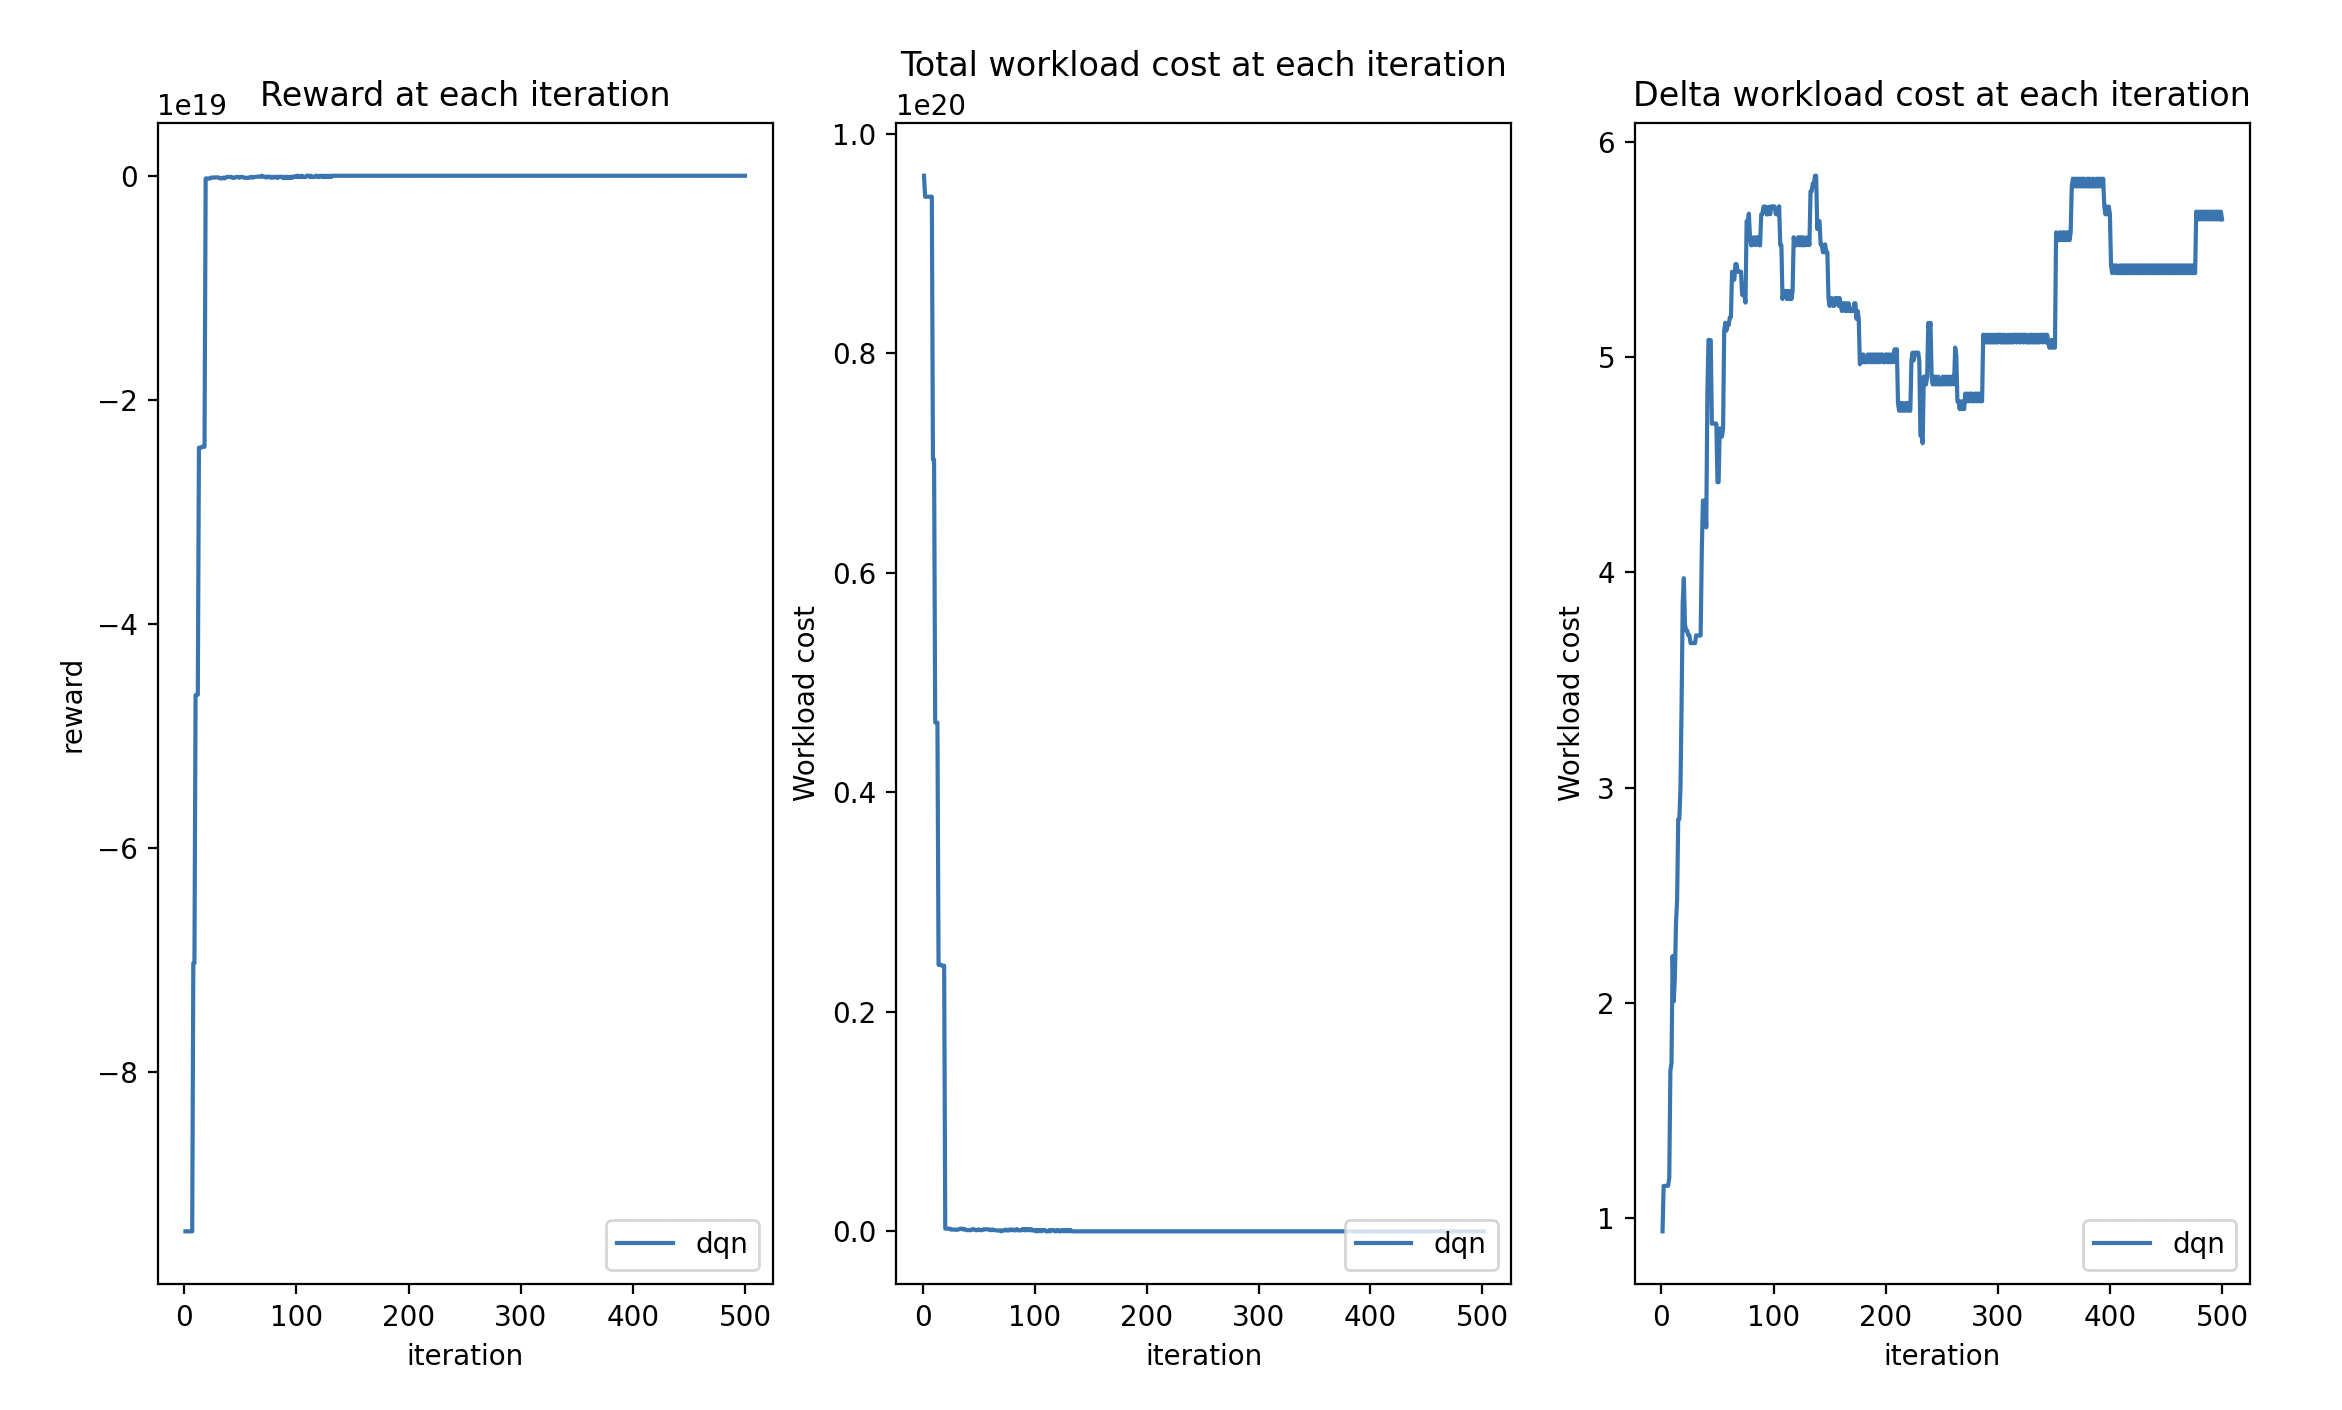 Reward at each iteration
1e19
0
−2
−4
−6
−8
reward
0 100 200 300 400 500
iteration
dqn
Total workload cost at each iteration
1e20
1.0
0.8
0.6
0.4
0.2
0.0
Workload cost
0 100 200 300 400 500
iteration
dqn
Delta workload cost at each iteration
6
5
4
3
2
1
Workload cost
0 100 200 300 400 500
iteration
dqn